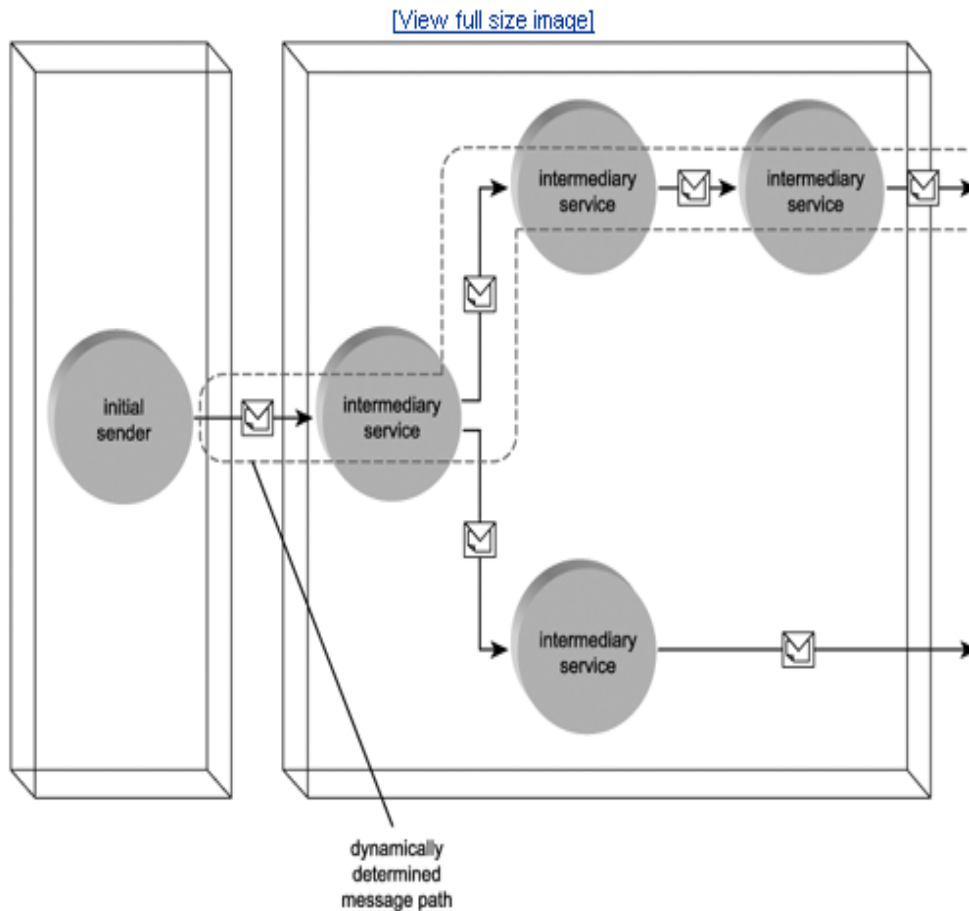 [View full size image]
intermediary
service
intermediary
service
initial
sender
intermediary
service
intermediary
service
dynamically
determined
message path